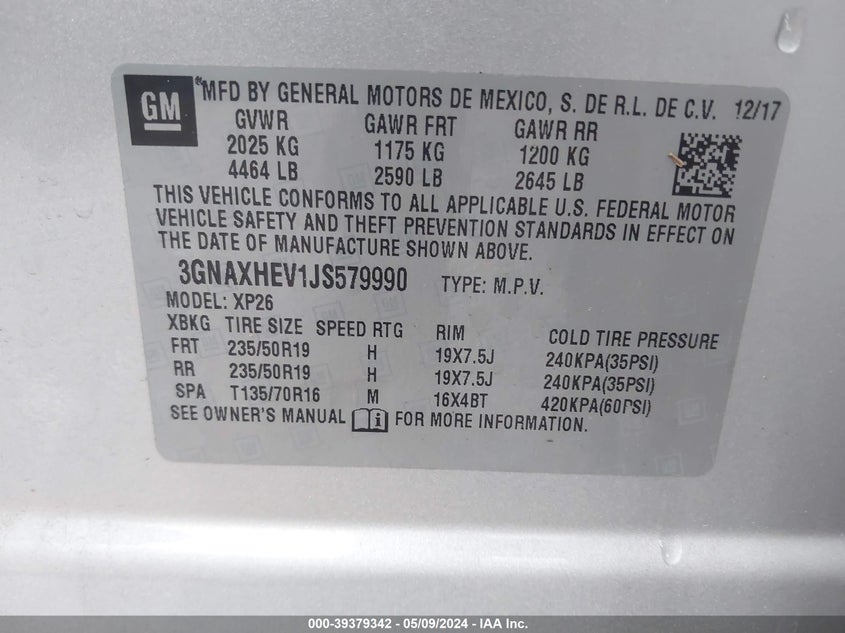 GM
"MFD BY GENERAL MOTORS DE MEXICO, S. DE R.L. DE C.V. 12/17
GVWR GAWR FRT GAWR RR
2025 KG 1175 KG 1200 KG
4464 LB 2590 LB 2645 LB
THIS VEHICLE CONFORMS TO ALL APPLICABLE U.S. FEDERAL MOTOR
VEHICLE SAFETY AND THEFT PREVENTION STANDARDS IN EFFECT ON
THE DATE OF MANUFACTURE SHOWN ABOVE.
3GNAXHEV1JS579990 TYPE: M.P.V.
MODEL: XP26
XBKG TIRE SIZE SPEED RTG RIM COLD TIRE PRESSURE
FRT 235/50R19 H 19X7.5J 240KPA(35PSI)
RR 235/50R19 H 19X7.5J 240KPA(35PSI)
SPA T135/70R16 M 16X4BT 420KPA(60PSI)
SEE OWNER'S MANUAL i FOR MORE INFORMATION.
000-39379342 - 05/09/2024 - IAA Inc.